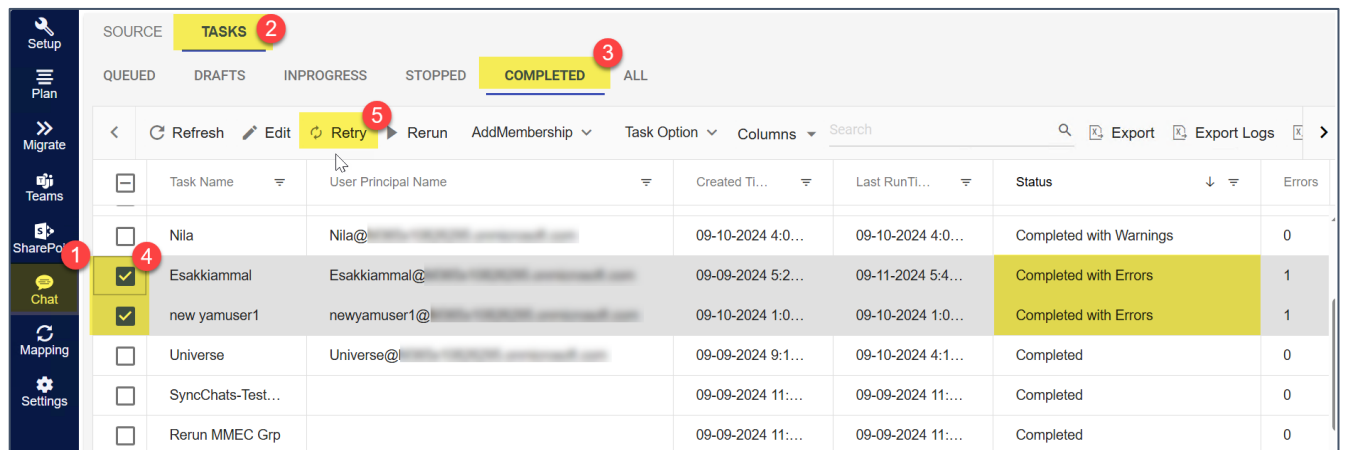 Setup
Plan
Migrate
Teams
SharePo
1
Chat
Mapping
Settings
SOURCE TASKS 2
QUEUED DRAFTS INPROGRESS STOPPED COMPLETED 3 ALL
Refresh Edit Retry 5 Rerun AddMembership Task Option Columns Search Export Export Logs
Task Name User Principal Name Created Ti... Last RunTi... Status Errors
Nila Nila@ 09-10-2024 4:0... 09-10-2024 4:0... Completed with Warnings 0
4
Esakkiammal Esakkiammal@ 09-09-2024 5:2... 09-11-2024 5:4... Completed with Errors 1
new yamuser1 newyamuser1@ 09-10-2024 1:0... 09-10-2024 1:0... Completed with Errors 1
Universe Universe@ 09-09-2024 9:1... 09-10-2024 4:1... Completed 0
SyncChats-Test... 09-09-2024 11:... 09-09-2024 11:... Completed 0
Rerun MMEC Grp 09-09-2024 11:... 09-09-2024 11:... Completed 0